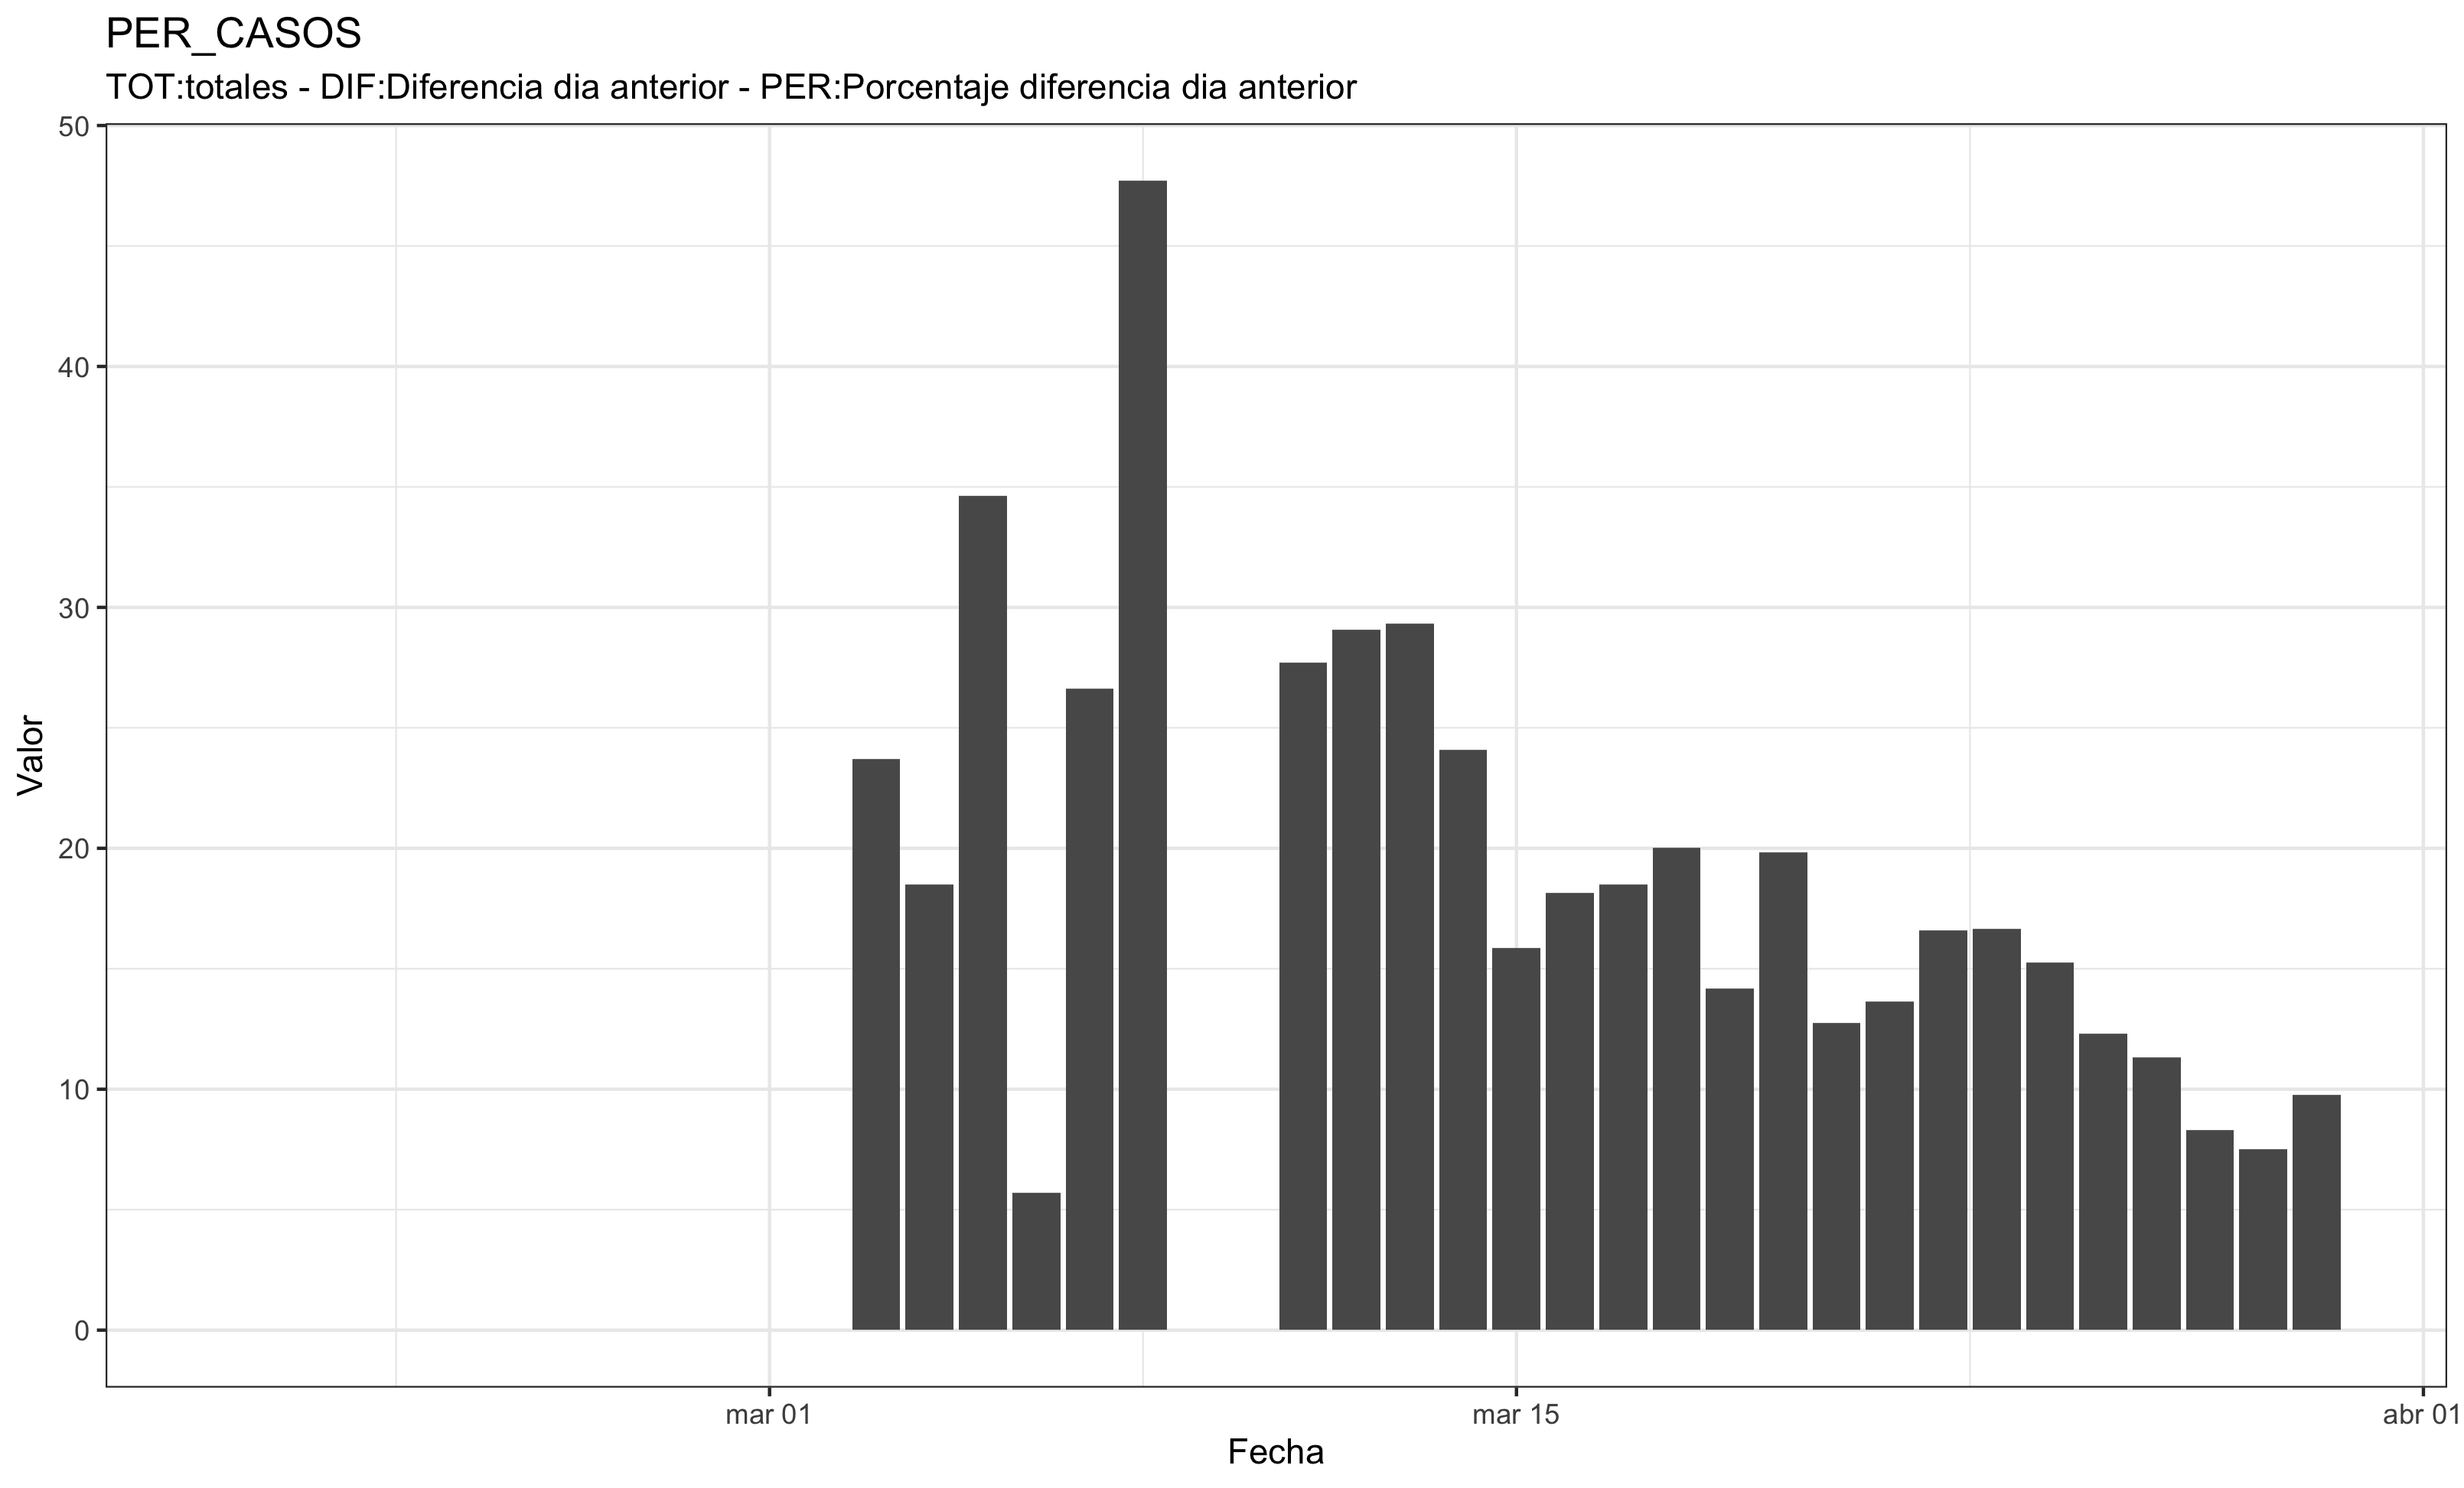 PER_CASOS
TOT:totales - DIF:Diferencia dia anterior - PER:Porcentaje diferencia dia anterior
50
40
30
20
10
0
Valor
mar 01
mar 15
abr 01
Fecha